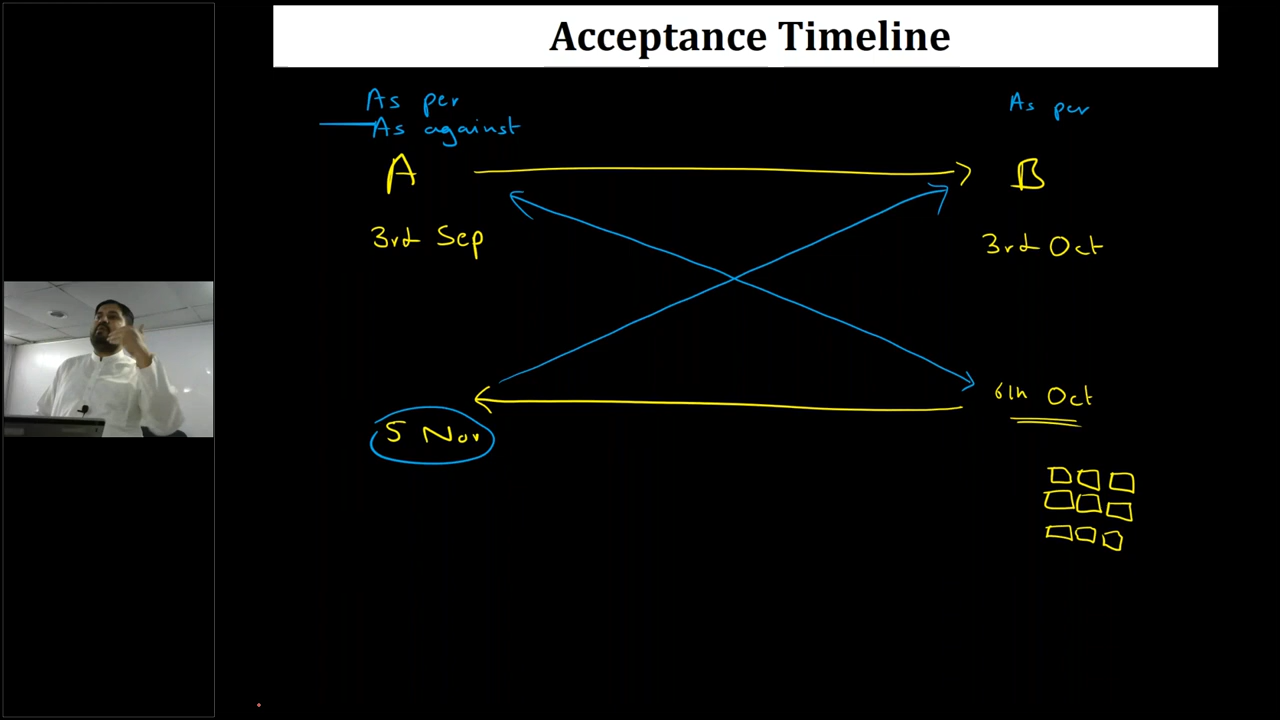 Acceptance Timeline
As per
As against
As per
A
B
3rd Sep
3rd Oct
6th Oct
5 Nov